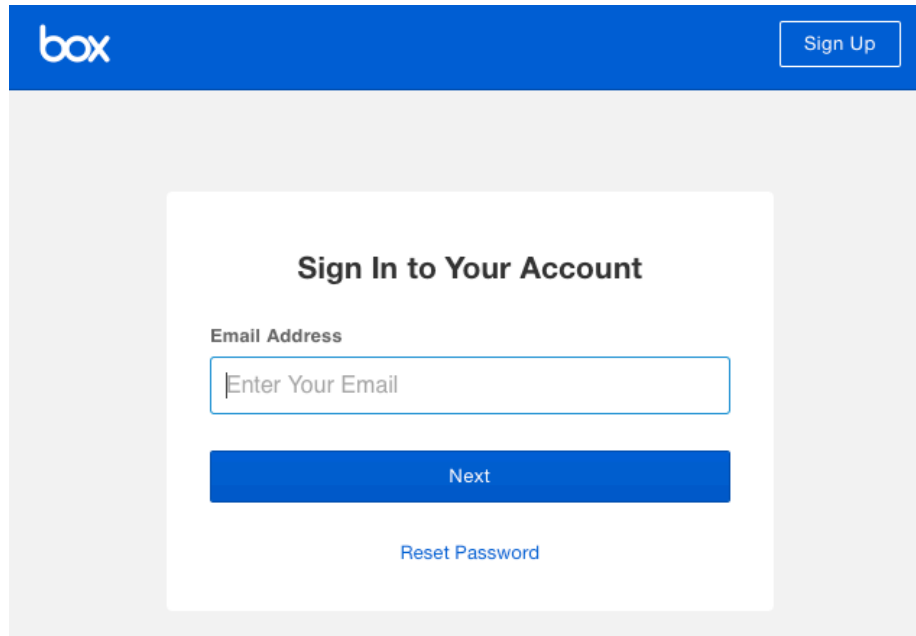 box
Sign Up
Sign In to Your Account
Email Address
Enter Your Email
Next
Reset Password